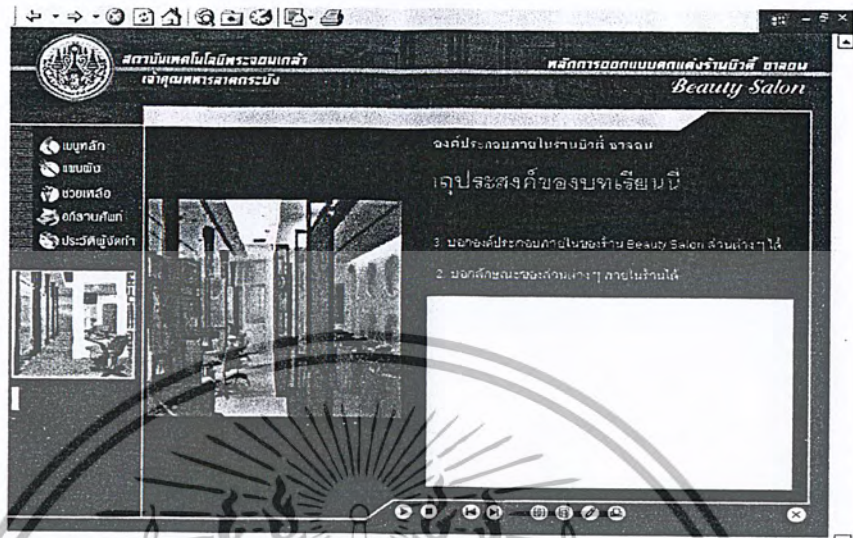 สถาบันเทคโนโลยีพระจอมเกล้า
เจ้าคุณทหารลาดกระบัง
หลักการออกแบบตกแต่งร้านบิวตี้ ซาลอน
Beauty Salon
เมนูหลัก
แผนผัง
ช่วยเหลือ
อภิธานศัพท์
ประวัติผู้จัดทำ
องค์ประกอบภายในร้านบิวตี้ ซาลอน
ถุประสงค์ของบทเรียนนี้
3. บอกองค์ประกอบภายในของร้าน Beauty Salon ส่วนต่าง ๆ ได้
2. บอกลักษณะของส่วนต่าง ๆ ภายในร้านได้